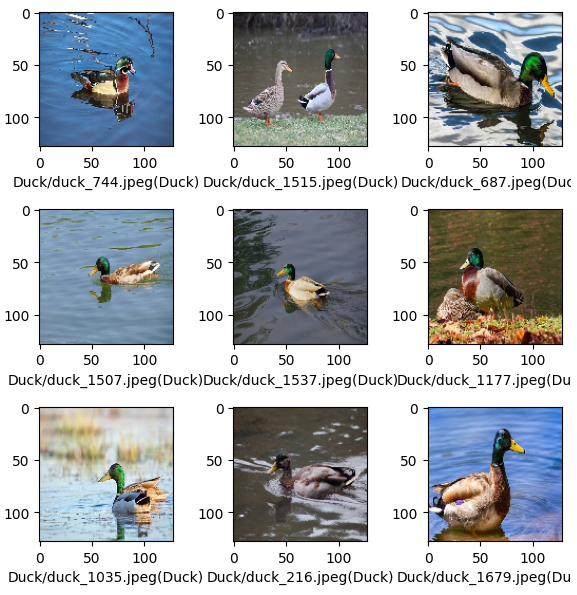 0
50
100
0 50 100
Duck/duck_744.jpeg(Duck)
0
50
100
0 50 100
Duck/duck_1515.jpeg(Duck)
0
50
100
0 50 100
Duck/duck_687.jpeg(Duc
0
50
100
0 50 100
Duck/duck_1507.jpeg(Duck)
0
50
100
0 50 100
Duck/duck_1537.jpeg(Duck)
0
50
100
0 50 100
Duck/duck_1177.jpeg(Du
0
50
100
0 50 100
Duck/duck_1035.jpeg(Duck)
0
50
100
0 50 100
Duck/duck_216.jpeg(Duck)
0
50
100
0 50 100
Duck/duck_1679.jpeg(Du